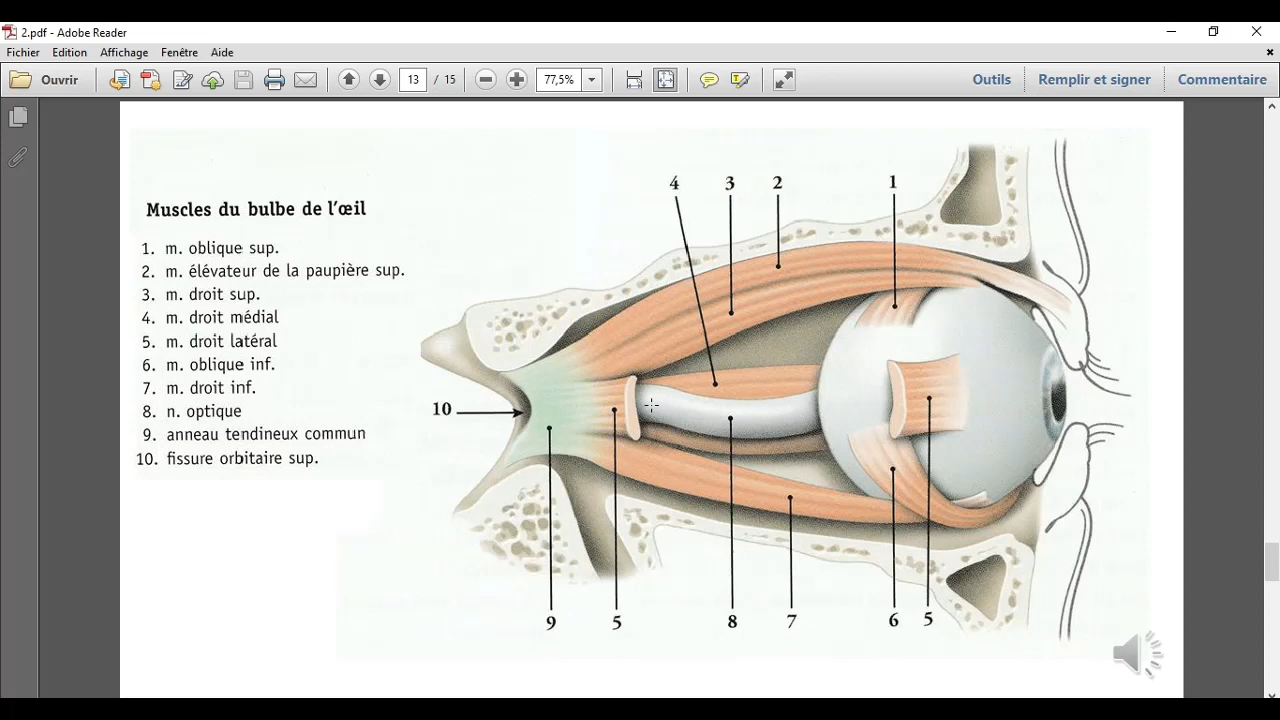 2.pdf - Adobe Reader
Fichier Edition Affichage Fenêtre Aide
Ouvrir 13 / 15 77,5% Outils Remplir et signer Commentaire
4 3 2 1
Muscles du bulbe de l'œil
1. m. oblique sup.
2. m. élévateur de la paupière sup.
3. m. droit sup.
4. m. droit médial
5. m. droit latéral
6. m. oblique inf.
7. m. droit inf.
8. n. optique
9. anneau tendineux commun
10. fissure orbitaire sup.
10
9 5 8 7 6 5